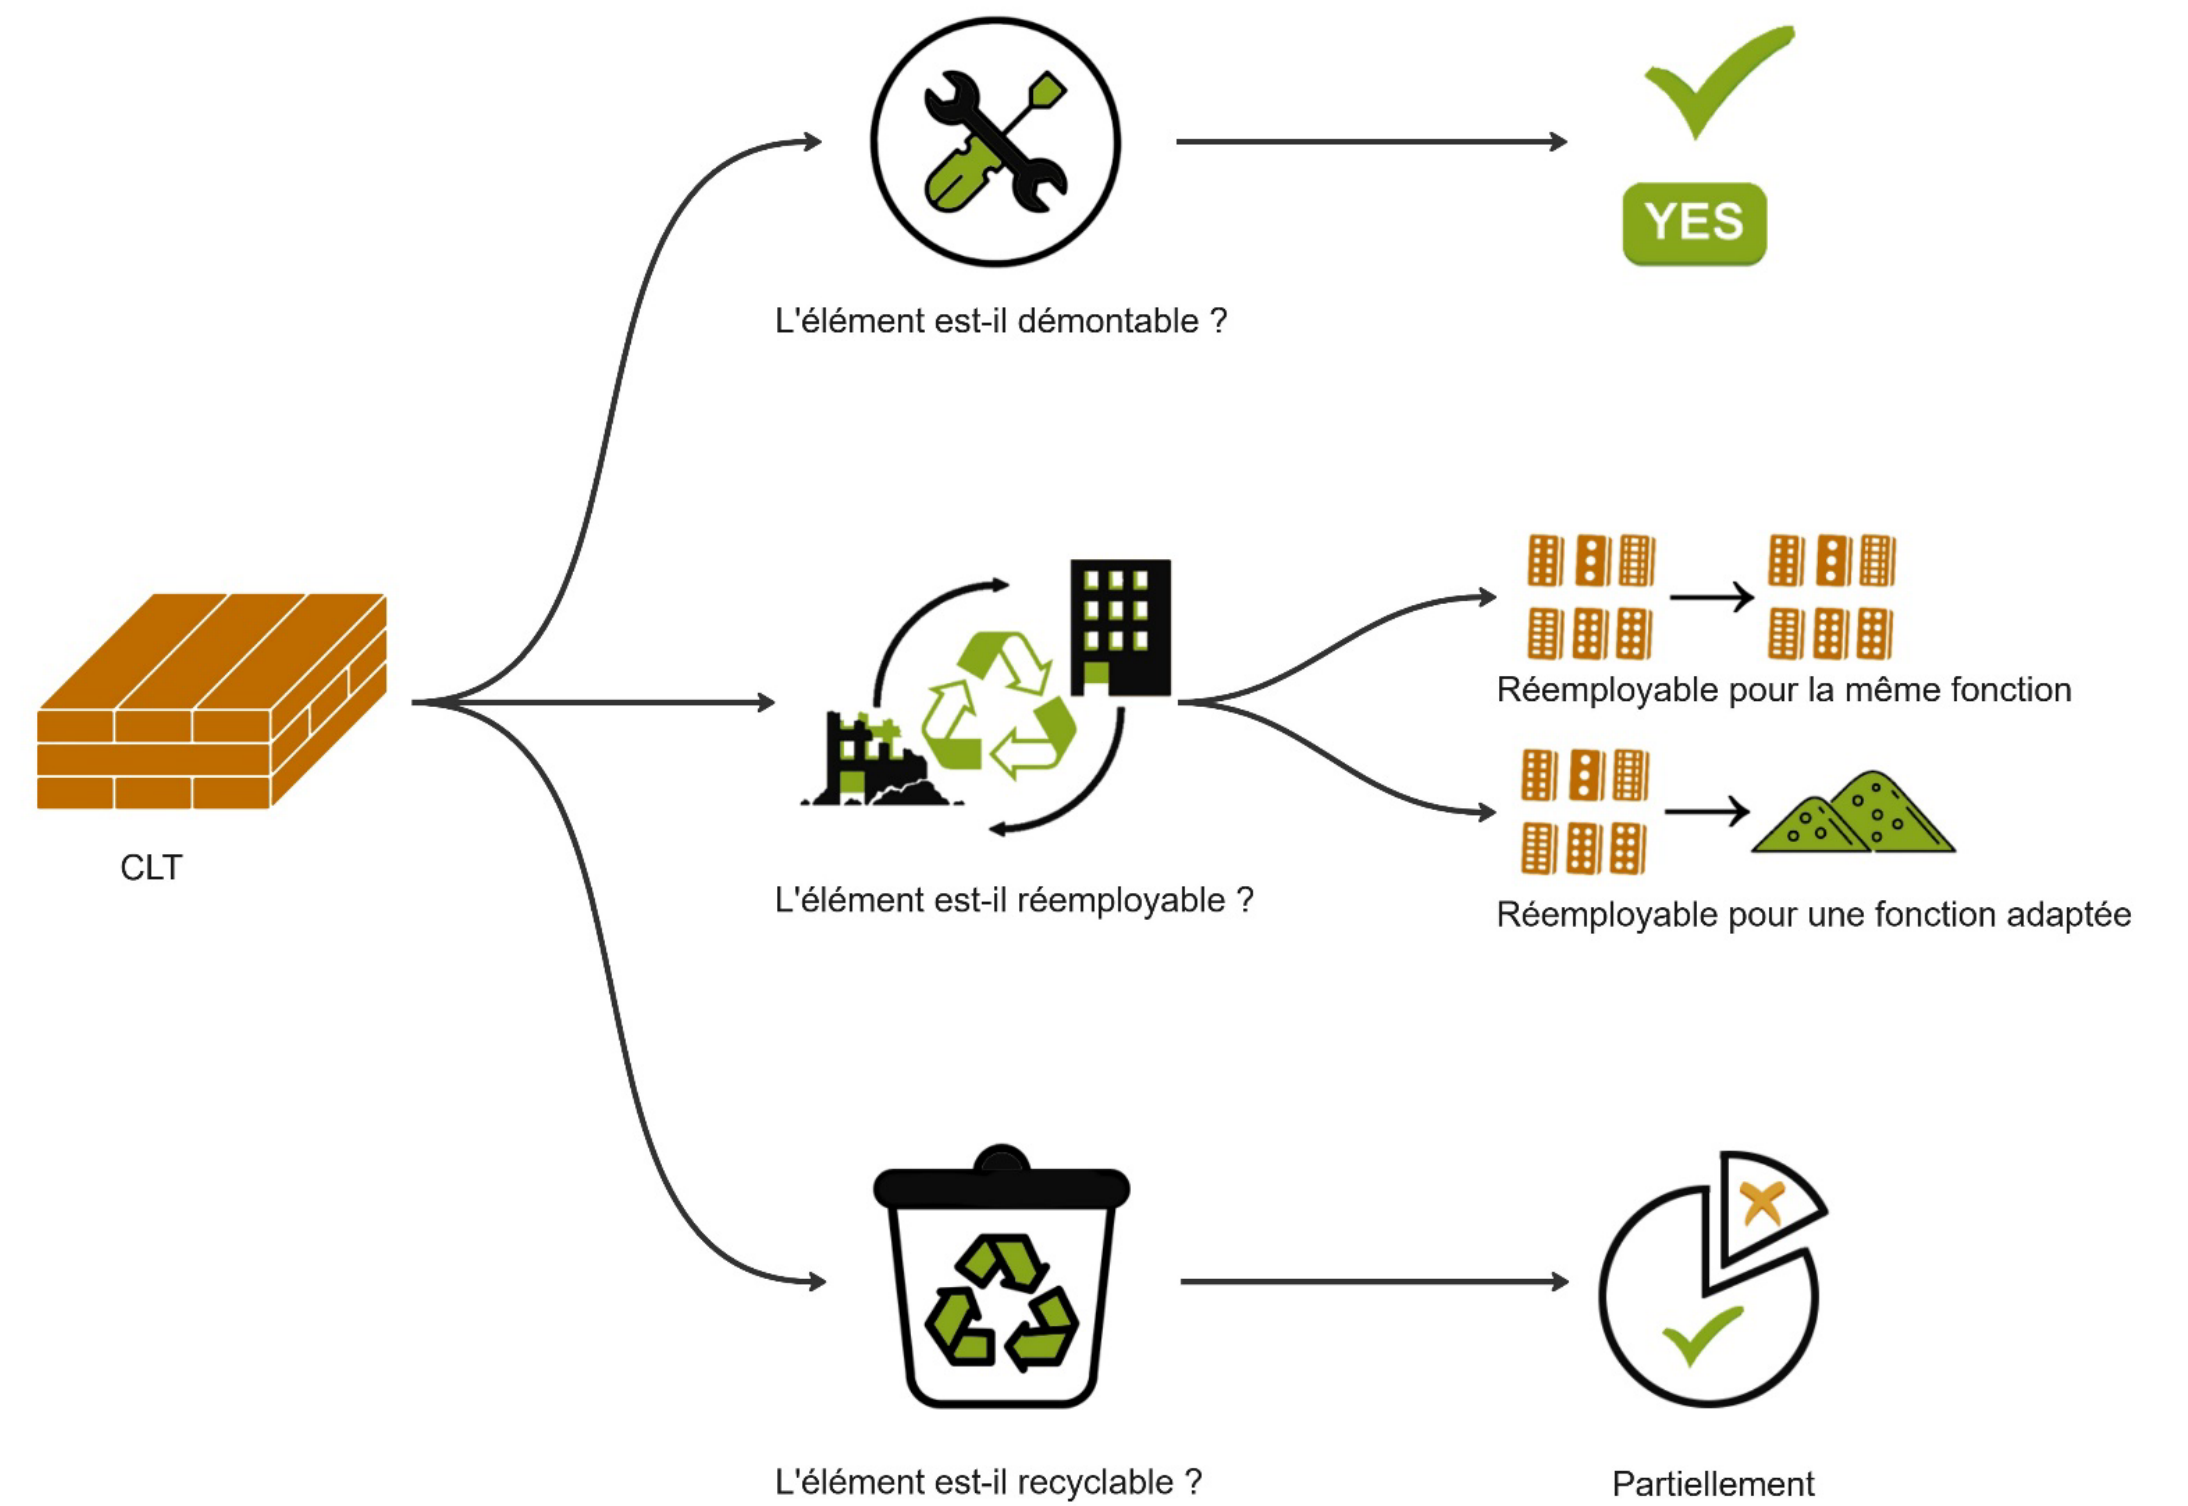 YES
L'élément est-il démontable ?
Réemployable pour la même fonction
CLT
L'élément est-il réemployable ?
Réemployable pour une fonction adaptée
L'élément est-il recyclable ?
Partiellement